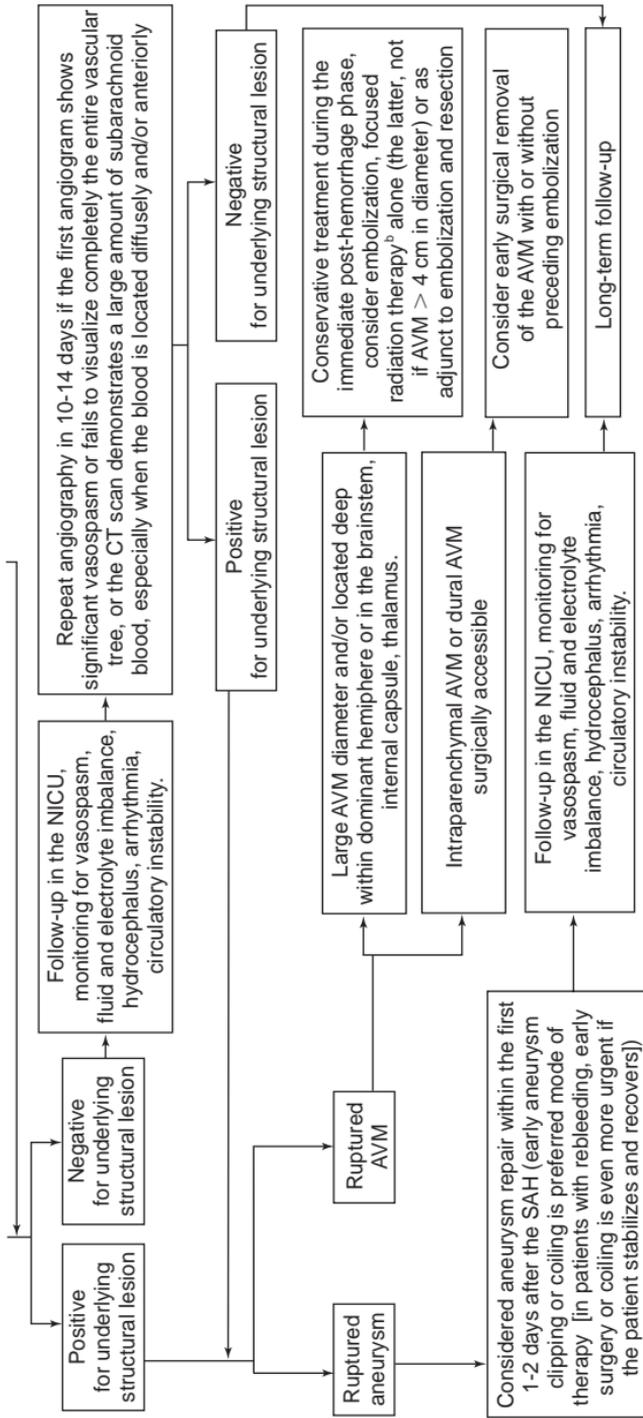 Positive
for underlying
structural lesion
Negative
for underlying
structural lesion
Follow-up in the NICU,
monitoring for vasospasm,
fluid and electrolyte imbalance,
hydrocephalus, arrhythmia,
circulatory instability.
Repeat angiography in 10-14 days if the first angiogram shows
significant vasospasm or fails to visualize completely the entire vascular
tree, or the CT scan demonstrates a large amount of subarachnoid
blood, especially when the blood is located diffusely and/or anteriorly
Positive
for underlying structural lesion
Negative
for underlying structural lesion
Ruptured
aneurysm
Ruptured
AVM
Large AVM diameter and/or located deep
within dominant hemisphere or in the brainstem,
internal capsule, thalamus.
Conservative treatment during the
immediate post-hemorrhage phase,
consider embolization, focused
radiation therapyᵇ alone (the latter, not
if AVM > 4 cm in diameter) or as
adjunct to embolization and resection
Intraparenchymal AVM or dural AVM
surgically accessible
Consider early surgical removal
of the AVM with or without
preceding embolization
Considered aneurysm repair within the first
1-2 days after the SAH (early aneurysm
clipping or coiling is preferred mode of
therapy [in patients with rebleeding, early
surgery or coiling is even more urgent if
the patient stabilizes and recovers])
Follow-up in the NICU, monitoring for
vasospasm, fluid and electrolyte
imbalance, hydrocephalus, arrhythmia,
circulatory instability.
Long-term follow-up